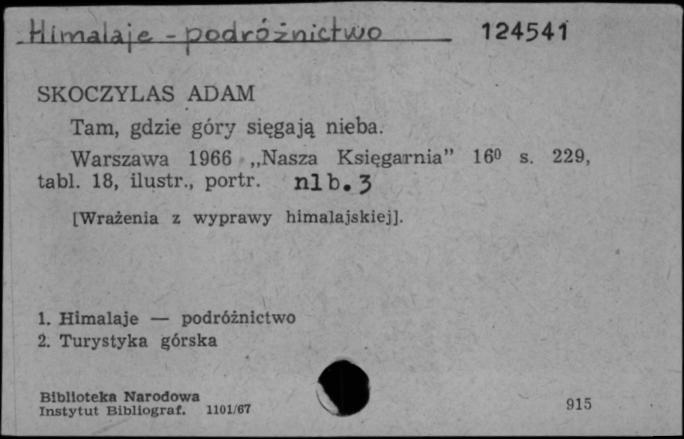 Himalaje - podróżnictwo 124541
SKOCZYLAS ADAM
Tam, gdzie góry sięgają nieba.
Warszawa 1966 „Nasza Księgarnia” 16⁰ s. 229,
tabl. 18, ilustr., portr. nlb. 3
[Wrażenia z wyprawy himalajskiej].
1. Himalaje — podróżnictwo
2. Turystyka górska
Biblioteka Narodowa
Instytut Bibliograf. 1101/67 915